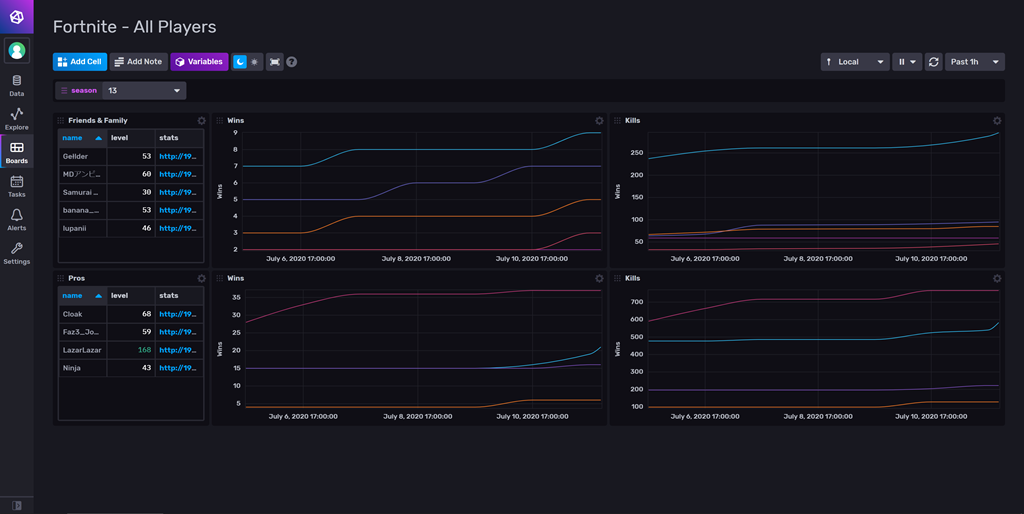 Fortnite - All Players
Add Cell
Add Note
Variables
?
Local
Past 1h
season 13
Data
Explore
Boards
Tasks
Alerts
Settings
Friends & Family
name level stats
Gellder 53 http://19...
MDアンビ... 60 http://19...
Samurai ... 30 http://19...
banana_... 53 http://19...
lupanii 46 http://19...
Wins
Wins
9
8
7
6
5
4
3
2
July 6, 2020 17:00:00 July 8, 2020 17:00:00 July 10, 2020 17:00:00
Kills
Wins
250
200
150
100
50
July 6, 2020 17:00:00 July 8, 2020 17:00:00 July 10, 2020 17:00:00
Pros
name level stats
Cloak 68 http://19...
Faz3_Jo... 59 http://19...
LazarLazar 168 http://19...
Ninja 43 http://19...
Wins
Wins
35
30
25
20
15
10
5
July 6, 2020 17:00:00 July 8, 2020 17:00:00 July 10, 2020 17:00:00
Kills
Wins
700
600
500
400
300
200
100
July 6, 2020 17:00:00 July 8, 2020 17:00:00 July 10, 2020 17:00:00